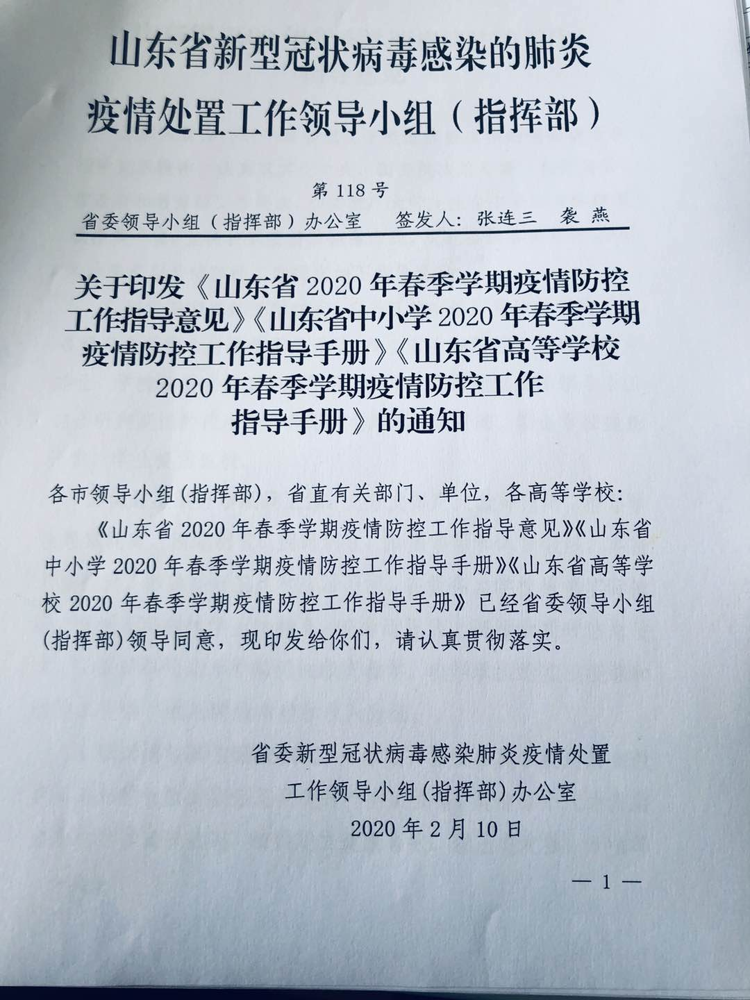 山东省新型冠状病毒感染的肺炎
疫情处置工作领导小组（指挥部）
第 118 号
省委领导小组（指挥部）办公室 签发人：张连三 袭 燕
关于印发《山东省 2020 年春季学期疫情防控
工作指导意见》《山东省中小学 2020 年春季学期
疫情防控工作指导手册》《山东省高等学校
2020 年春季学期疫情防控工作
指导手册》的通知
各市领导小组(指挥部)，省直有关部门、单位，各高等学校：
《山东省 2020 年春季学期疫情防控工作指导意见》《山东省
中小学 2020 年春季学期疫情防控工作指导手册》《山东省高等学
校 2020 年春季学期疫情防控工作指导手册》已经省委领导小组
(指挥部)领导同意，现印发给你们，请认真贯彻落实。
省委新型冠状病毒感染肺炎疫情处置
工作领导小组(指挥部)办公室
2020 年 2 月 10 日
— 1 —